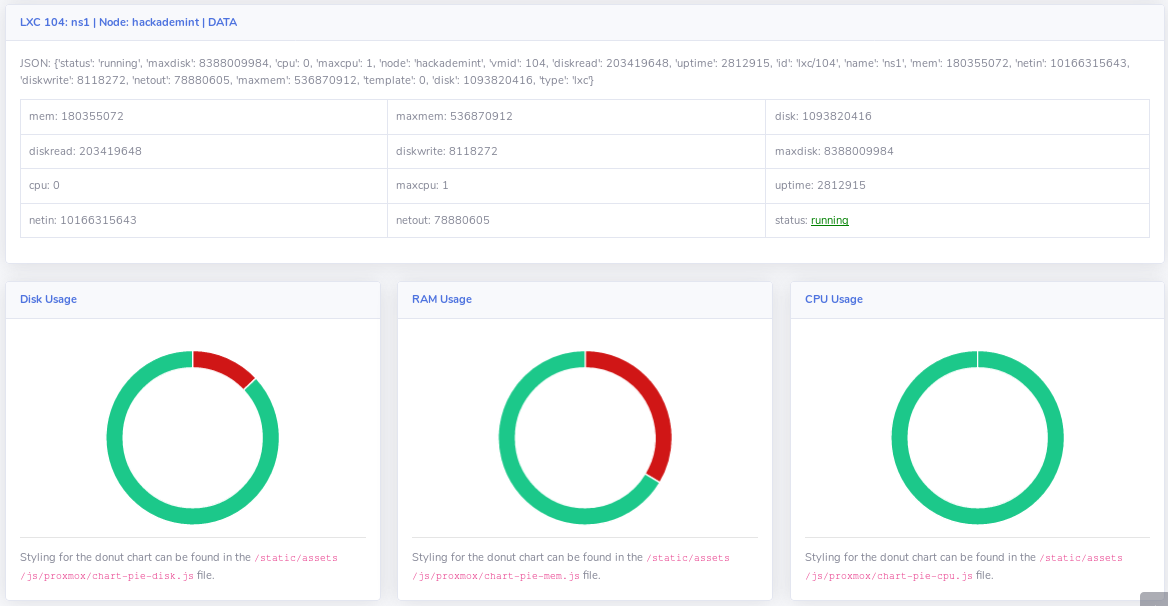 LXC 104: ns1 | Node: hackademint | DATA
JSON: {'status': 'running', 'maxdisk': 8388009984, 'cpu': 0, 'maxcpu': 1, 'node': 'hackademint', 'vmid': 104, 'diskread': 203419648, 'uptime': 2812915, 'id': 'lxc/104', 'name': 'ns1', 'mem': 180355072, 'netin': 10166315643,
'diskwrite': 8118272, 'netout': 78880605, 'maxmem': 536870912, 'template': 0, 'disk': 1093820416, 'type': 'lxc'}
mem: 180355072 maxmem: 536870912 disk: 1093820416
diskread: 203419648 diskwrite: 8118272 maxdisk: 8388009984
cpu: 0 maxcpu: 1 uptime: 2812915
netin: 10166315643 netout: 78880605 status: running
Disk Usage
Styling for the donut chart can be found in the /static/assets
/js/proxmox/chart-pie-disk.js file.
RAM Usage
Styling for the donut chart can be found in the /static/assets
/js/proxmox/chart-pie-mem.js file.
CPU Usage
Styling for the donut chart can be found in the /static/assets
/js/proxmox/chart-pie-cpu.js file.